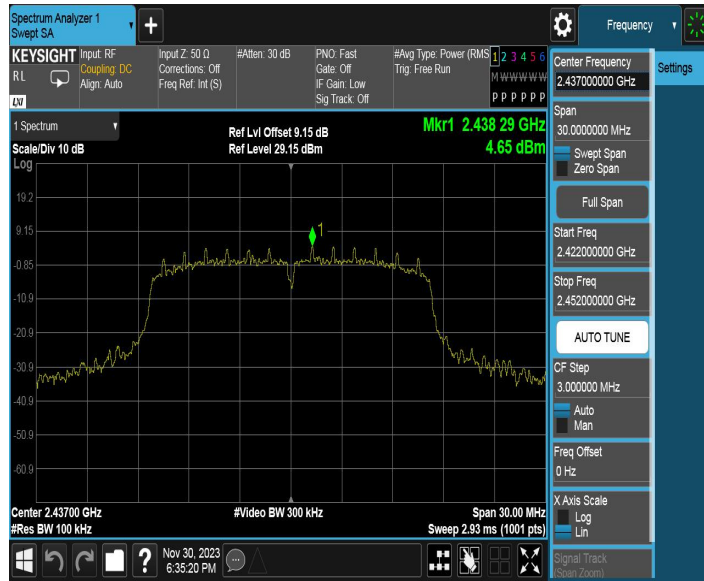 Spectrum Analyzer 1
Swept SA
+
Frequency
KEYSIGHT
RL
LXI
Input: RF
Coupling: DC
Align: Auto
Input Z: 50 Ω
Corrections: Off
Freq Ref: Int (S)
#Atten: 30 dB
PNO: Fast
Gate: Off
IF Gain: Low
Sig Track: Off
#Avg Type: Power (RMS
Trig: Free Run
1 2 3 4 5 6
M W W W W W
P P P P P P
1 Spectrum
Scale/Div 10 dB
Ref Lvl Offset 9.15 dB
Ref Level 29.15 dBm
Mkr1 2.438 29 GHz
4.65 dBm
Log
19.2
9.15
-0.85
-10.9
-20.9
-30.9
-40.9
-50.9
-60.9
1
Center 2.43700 GHz
#Res BW 100 kHz
#Video BW 300 kHz
Span 30.00 MHz
Sweep 2.93 ms (1001 pts)
Center Frequency
2.437000000 GHz
Settings
Span
30.0000000 MHz
Swept Span
Zero Span
Full Span
Start Freq
2.422000000 GHz
Stop Freq
2.452000000 GHz
AUTO TUNE
CF Step
3.000000 MHz
Auto
Man
Freq Offset
0 Hz
X Axis Scale
Log
Lin
Signal Track
(Span Zoom)
?
Nov 30, 2023
6:35:20 PM